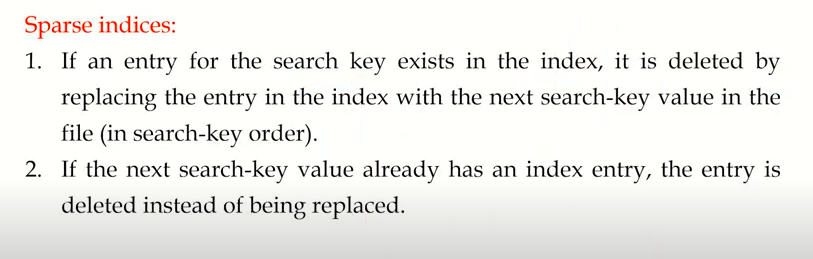 Sparse indices:
1. If an entry for the search key exists in the index, it is deleted by
replacing the entry in the index with the next search-key value in the
file (in search-key order).
2. If the next search-key value already has an index entry, the entry is
deleted instead of being replaced.